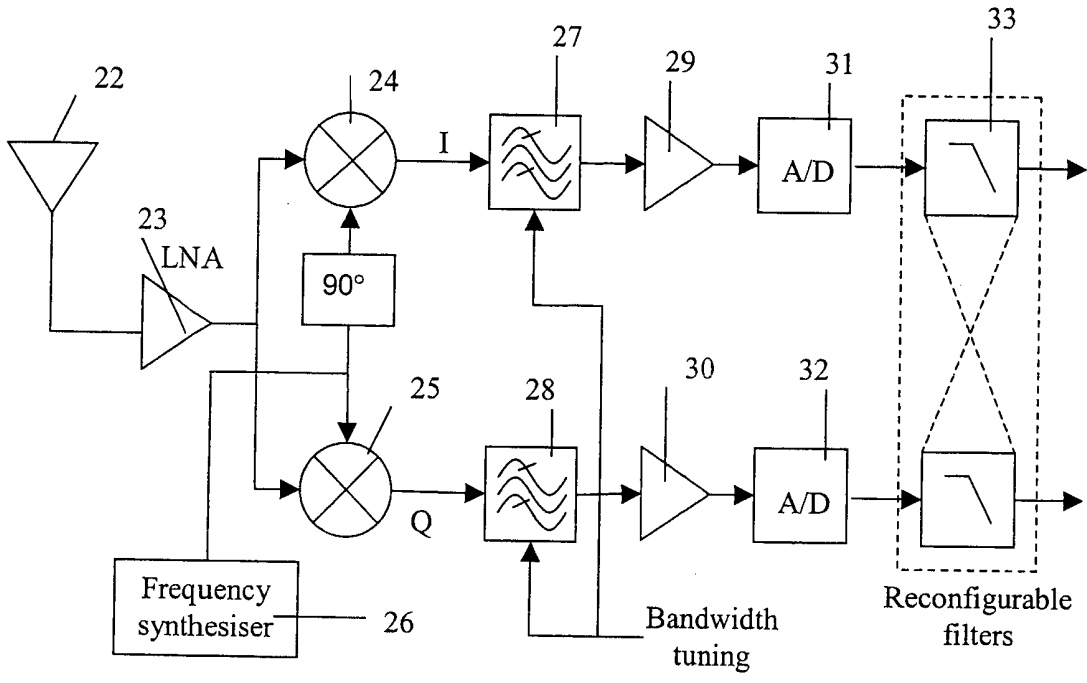 22
24
27
29
31
33
I
A/D
23
LNA
90°
25
28
30
32
Q
A/D
Frequency
synthesiser
26
Bandwidth
tuning
Reconfigurable
filters